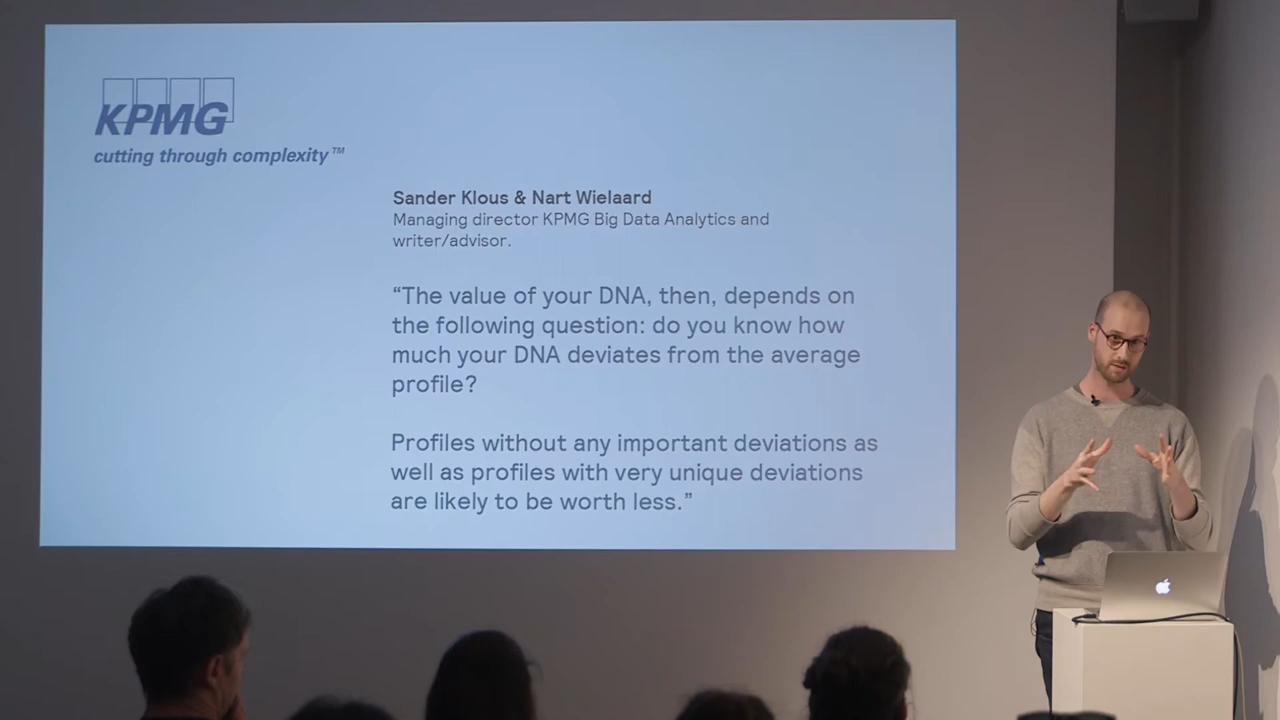 KPMG
cutting through complexity™
Sander Klous & Nart Wielaard
Managing director KPMG Big Data Analytics and
writer/advisor.
“The value of your DNA, then, depends on
the following question: do you know how
much your DNA deviates from the average
profile?
Profiles without any important deviations as
well as profiles with very unique deviations
are likely to be worth less.”